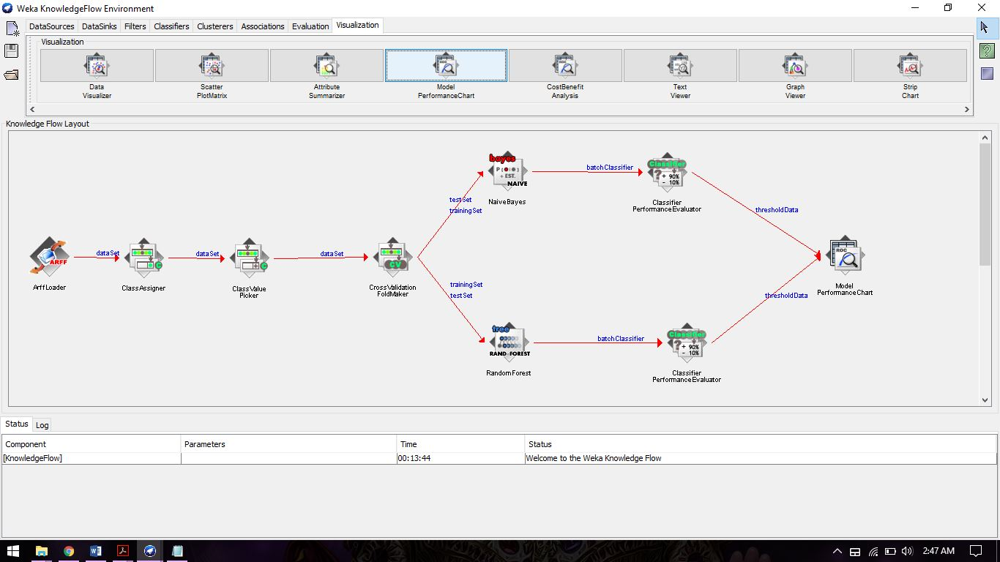 Weka KnowledgeFlow Environment
DataSources DataSinks Filters Classifiers Clusterers Associations Evaluation Visualization
Visualization
Data Visualizer
Scatter PlotMatrix
Attribute Summarizer
Model PerformanceChart
CostBenefit Analysis
Text Viewer
Graph Viewer
Strip Chart
Knowledge Flow Layout
ARFF
ArffLoader
dataSet
C
ClassAssigner
dataSet
C
ClassValue
Picker
dataSet
CV
CrossValidation
FoldMaker
testSet
trainingSet
trainingSet
testSet
bayes
+ EST.
NAIVE
NaiveBayes
batchClassifier
Classifier
? + 90%
- 10%
Classifier
PerformanceEvaluator
thresholdData
tree
RAND FOREST
RandomForest
batchClassifier
Classifier
? + 90%
- 10%
Classifier
PerformanceEvaluator
thresholdData
ROC
Model
PerformanceChart
Status Log
Component Parameters Time Status
[KnowledgeFlow] 00:13:44 Welcome to the Weka Knowledge Flow
2:47 AM